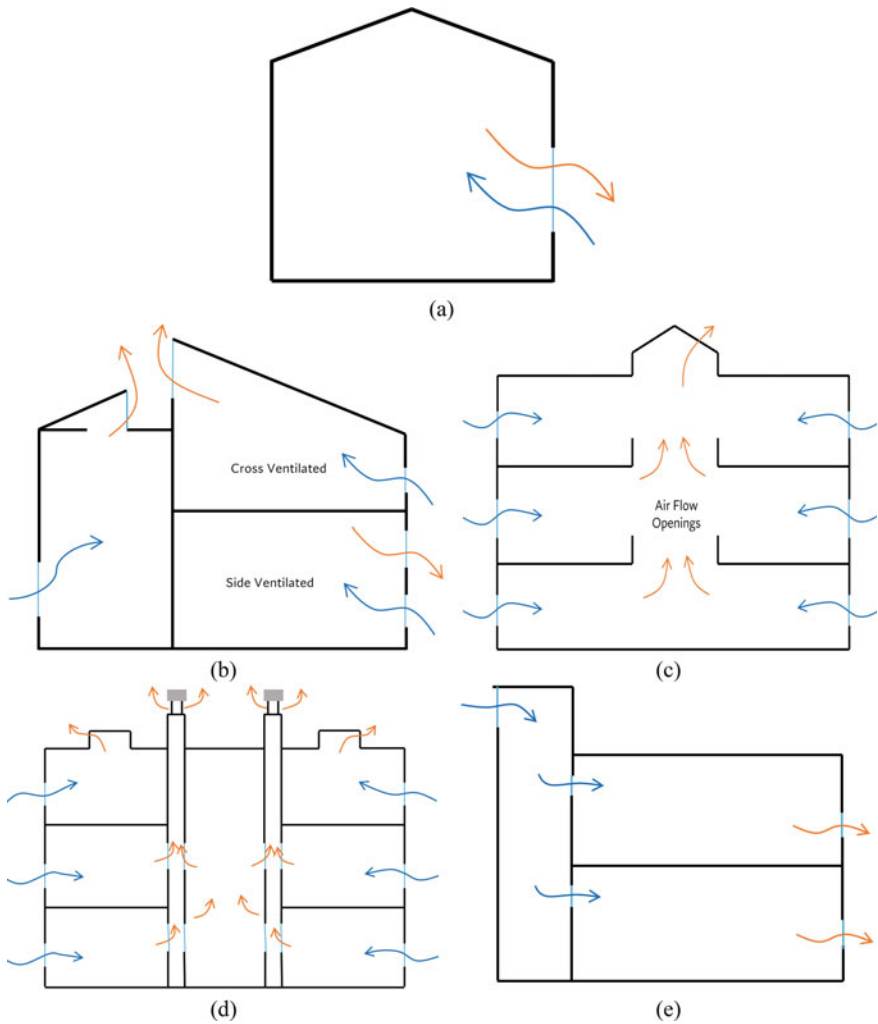 (a)
Cross Ventilated
Side Ventilated
(b)
Air Flow
Openings
(c)
(d)
(e)